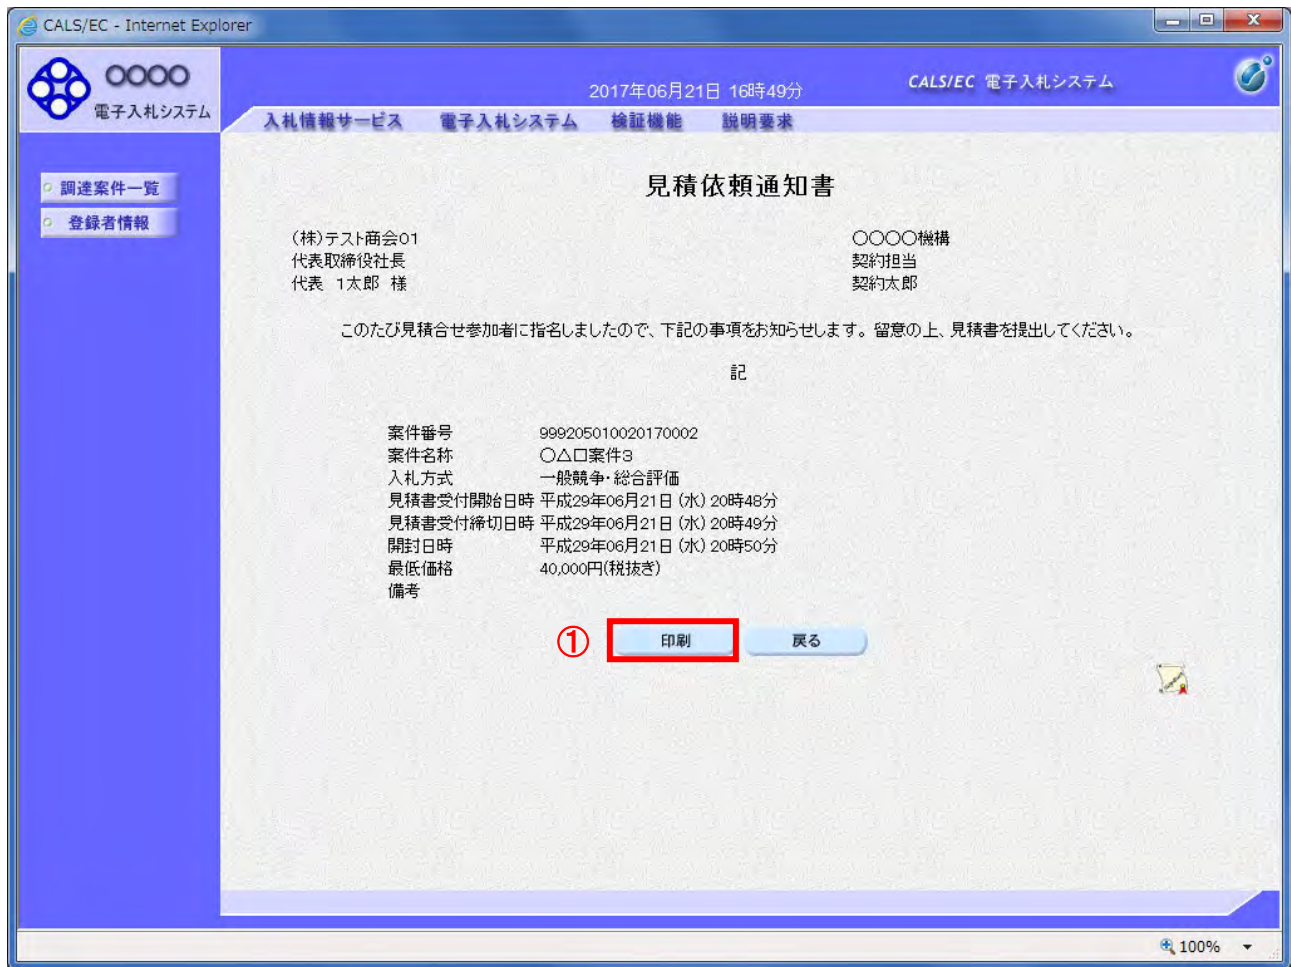 CALS/EC - Internet Explorer
〇〇〇〇
電子入札システム
2017年06月21日 16時49分
CALS/EC 電子入札システム
入札情報サービス 電子入札システム 検証機能 説明要求
調達案件一覧
登録者情報
見積依頼通知書
(株)テスト商会01
代表取締役社長
代表 1太郎 様
〇〇〇〇機構
契約担当
契約太郎
このたび見積合せ参加者に指名しましたので、下記の事項をお知らせします。留意の上、見積書を提出してください。
記
案件番号 999205010020170002
案件名称 〇△口案件3
入札方式 一般競争・総合評価
見積書受付開始日時 平成29年06月21日(水) 20時48分
見積書受付締切日時 平成29年06月21日(水) 20時49分
開封日時 平成29年06月21日(水) 20時50分
最低価格 40,000円(税抜き)
備考
① 印刷 戻る
100%